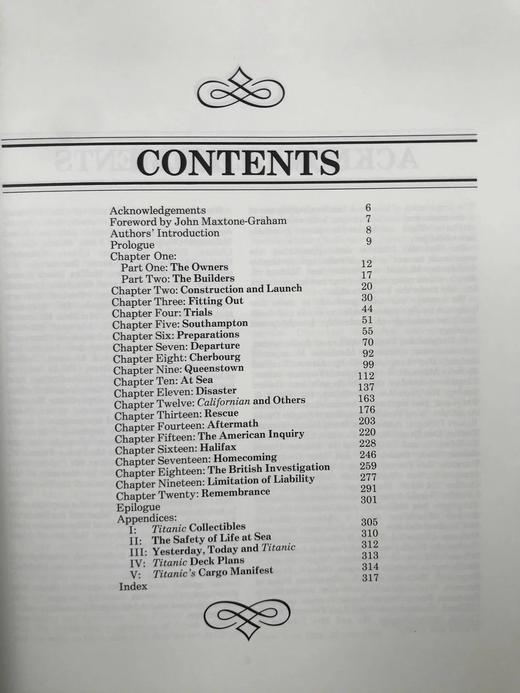 CONTENTS
Acknowledgements 6
Foreword by John Maxtone-Graham 7
Authors' Introduction 8
Prologue 9
Chapter One:
Part One: The Owners 12
Part Two: The Builders 17
Chapter Two: Construction and Launch 20
Chapter Three: Fitting Out 30
Chapter Four: Trials 44
Chapter Five: Southampton 51
Chapter Six: Preparations 55
Chapter Seven: Departure 70
Chapter Eight: Cherbourg 92
Chapter Nine: Queenstown 99
Chapter Ten: At Sea 112
Chapter Eleven: Disaster 137
Chapter Twelve: Californian and Others 163
Chapter Thirteen: Rescue 176
Chapter Fourteen: Aftermath 203
Chapter Fifteen: The American Inquiry 220
Chapter Sixteen: Halifax 228
Chapter Seventeen: Homecoming 246
Chapter Eighteen: The British Investigation 259
Chapter Nineteen: Limitation of Liability 277
Chapter Twenty: Remembrance 291
Epilogue 301
Appendices:
I: Titanic Collectibles 305
II: The Safety of Life at Sea 310
III: Yesterday, Today and Titanic 312
IV: Titanic Deck Plans 313
V: Titanic's Cargo Manifest 314
Index 317